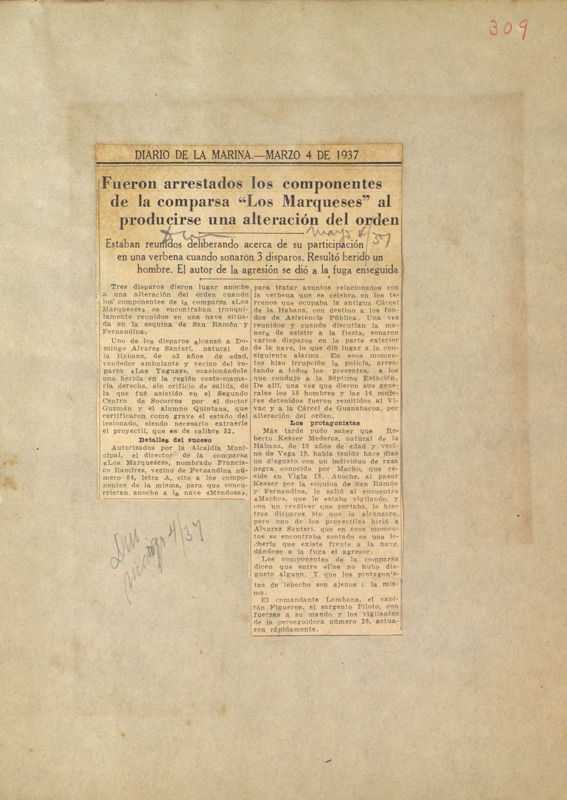 309
DIARIO DE LA MARINA.—MARZO 4 DE 1937
Fueron arrestados los componentes
de la comparsa “Los Marqueses” al
producirse una alteración del orden
marzo 4/37
Estaban reunidos deliberando acerca de su participación
en una verbena cuando sonaron 3 disparos. Resultó herido un
hombre. El autor de la agresión se dió a la fuga enseguida
Tres disparos dieron lugar anoche
a una alteración del orden cuando
los componentes de la comparsa «Los
Marqueses» se encontraban tranqui-
lamente reunidos en una nave situa-
da en la esquina de San Ramón y
Fernandina.
Uno de los disparos alcanzó a Do-
mingo Alvarez Santeri, natural de
la Habana, de 23 años de edad,
vendedor ambulante y vecino del re-
parto «Las Yaguas», ocasionándole
una herida en la región costo-mama-
ria derecha, sin orificio de salida, de
la que fué asistido en el Segundo
Centro de Socorros por el doctor
Guzmán y el alumno Quintana, que
certificaron como grave el estado del
lesionado, siendo necesario extraerle
el proyectil, que es de calibre 32.
Detalles del suceso
Autorizados por la Alcaldía Muni-
cipal, el director de la comparsa
«Los Marqueses», nombrado Francis-
co Ramírez, vecino de Fernandina nú-
mero 84, letra A, citó a los compo-
nentes de la misma, para que concu-
rrieran anoche a la nave «Mendoza»,
para tratar asuntos relacionados con
la verbena que se celebra, en los te-
rrenos que ocupaba la antigua Cárcel
de la Habana, con destino a los fon-
dos de Asistencia Pública. Una vez
reunidos y cuando discutían la ma-
nera de asistir a la fiesta, sonaron
varios disparos en la parte exterior
de la nave, lo que dió lugar a la con-
siguiente alarma. En esos momen-
tos hizo irrupción la policía, arres-
tando a todos los presentes, a los
que condujo a la Séptima Estación.
De allí, una vez que dieron sus gene-
rales los 58 hombres y las 14 muje-
res detenidos fueron remitidos al Vi-
vac y a la Cárcel de Guanabacoa, por
alteración del orden.
Los protagonistas
Más tarde pudo saber que Ro-
berto Kesser Mederos, natural de la
Habana, de 19 años de edad y veci-
no de Vega 19, había tenido hace días
un disgusto con un individuo de raza
negra conocido por Macho, que re-
side en Vigía 18. Anoche, al pasar
Kesser por la esquina de San Ramón
y Fernandina, le salió al encuentro
«Macho», que le estaba vigilando, y
con un revólver que portaba, le hizo
tres disparos sin que la alcanzara,
pero uno de los proyectiles hirió a
Alvarez Santeri, que en esos momen-
tos se encontraba sentado en una le-
chería que existe frente a la nave,
dándose a la fuga el agresor.
Los componentes de la comparsa
dicen que entre ellos no hubo dis-
gusto alguno. Y que los protagonis-
tas de lehecho son ajenos a la mis-
ma.
El comandante Lombana, el capi-
tán Figueroa, el sargento Piloto, con
fuerzas a su mando y los vigilantes
de la perseguidora número 26, actua-
ron rápidamente.
marzo 4/37